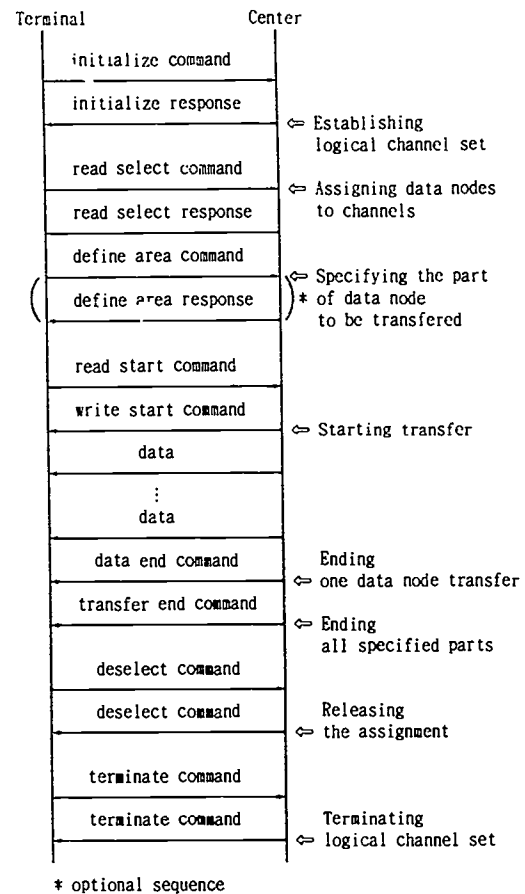 Terminal Center
initialize command
initialize response
⇦ Establishing
logical channel set
read select command
⇦ Assigning data nodes
to channels
read select response
define area command
⇦ Specifying the part
define area response
* of data node
to be transfered
read start command
write start command
⇦ Starting transfer
data
⋮
data
data end command
Ending
⇦ one data node transfer
transfer end command
⇦ Ending
all specified parts
deselect command
deselect command
Releasing
⇦ the assignment
terminate command
terminate command
Terminating
⇦ logical channel set
* optional sequence